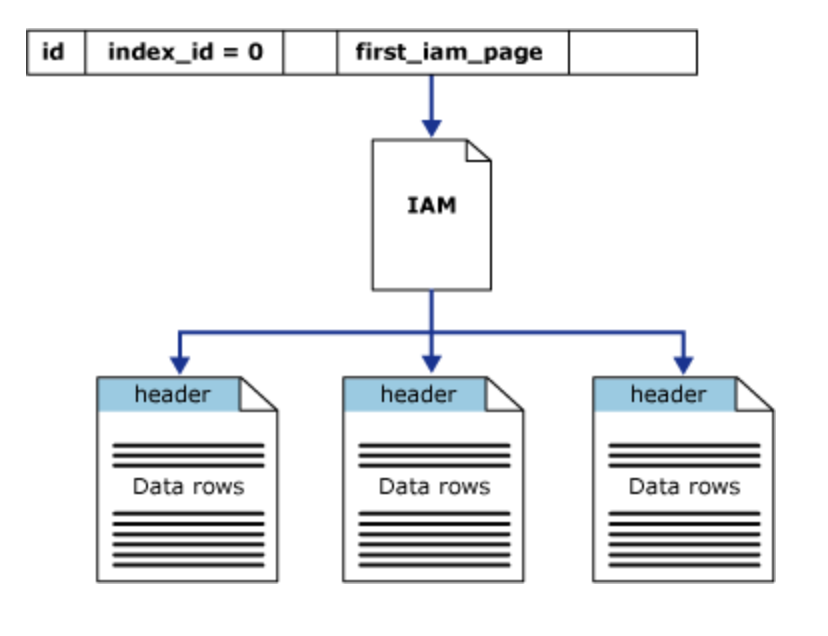 id index_id = 0 first_iam_page
IAM
header header header
Data rows Data rows Data rows